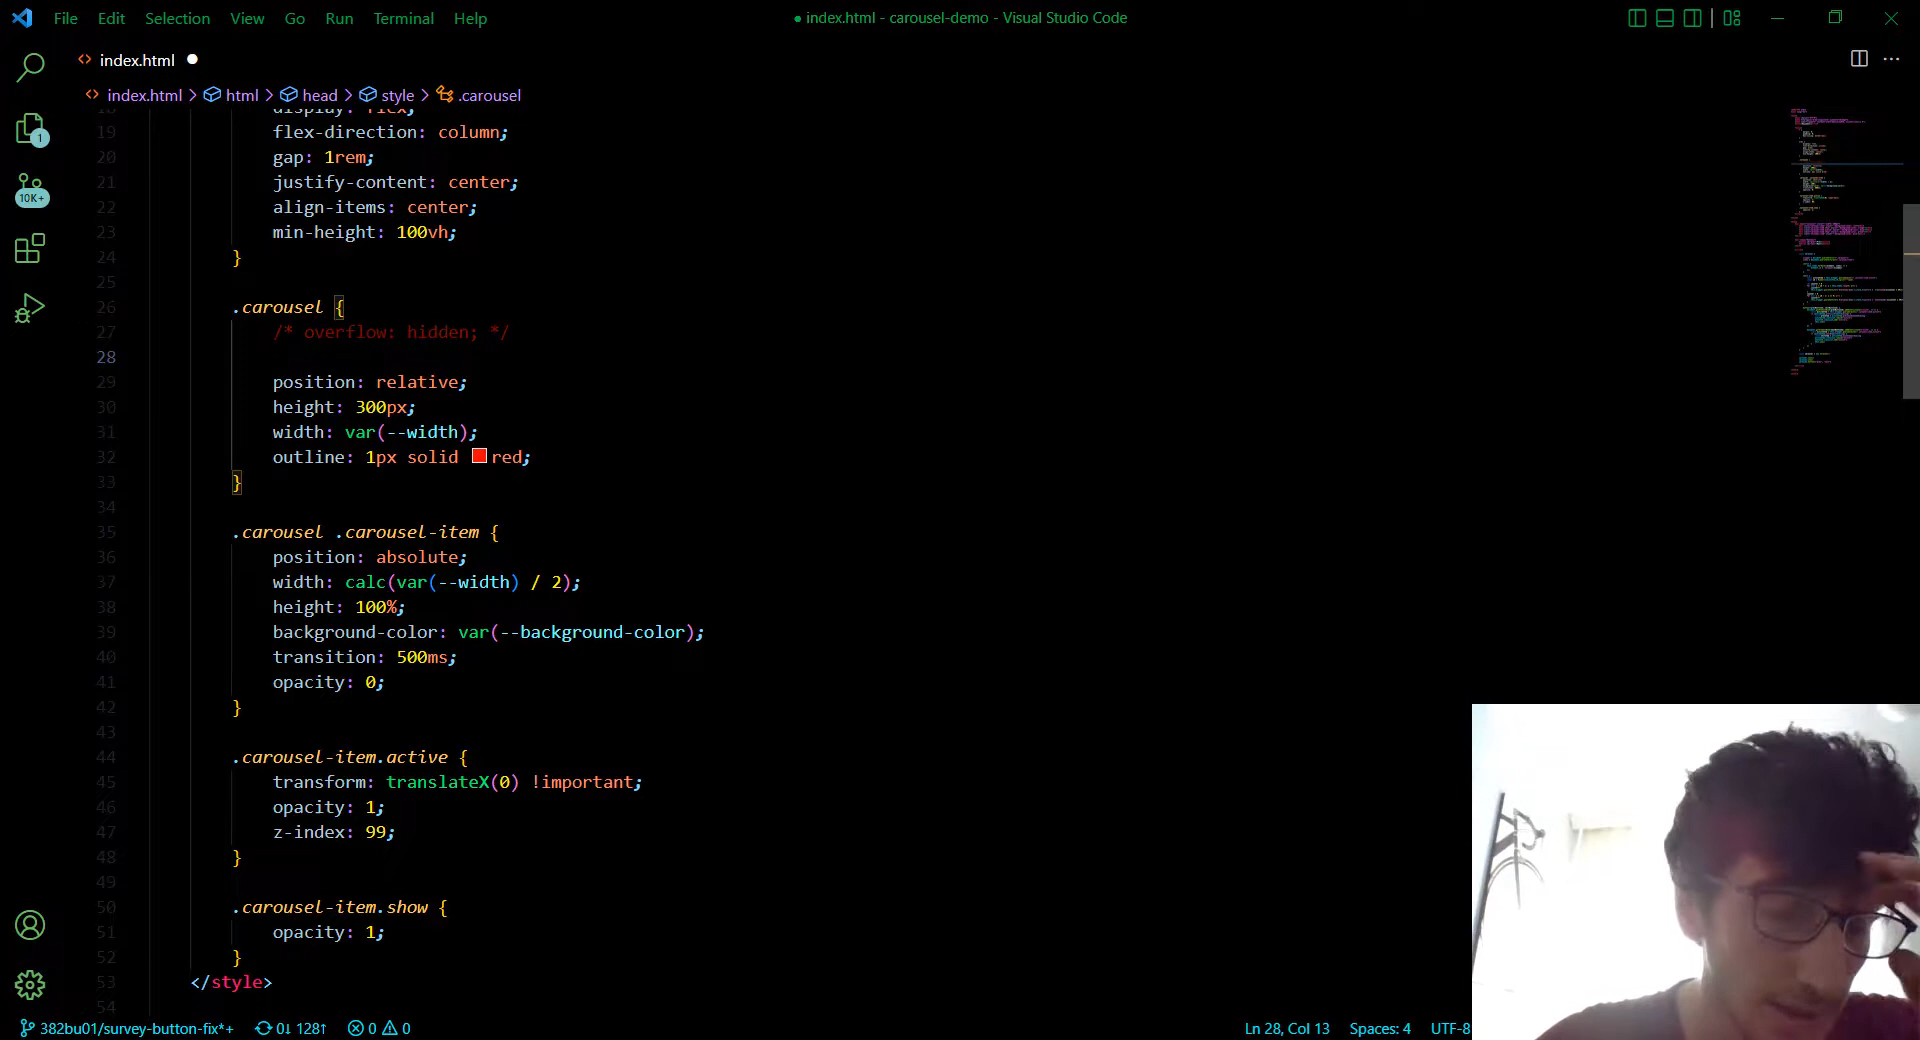 File Edit Selection View Go Run Terminal Help
● index.html - carousel-demo - Visual Studio Code
index.html ●
index.html > html > head > style > .carousel
1
10K+
18 display: flex;
19 flex-direction: column;
20 gap: 1rem;
21 justify-content: center;
22 align-items: center;
23 min-height: 100vh;
24 }
25
26 .carousel {
27 /* overflow: hidden; */
28
29 position: relative;
30 height: 300px;
31 width: var(--width);
32 outline: 1px solid red;
33 }
34
35 .carousel .carousel-item {
36 position: absolute;
37 width: calc(var(--width) / 2);
38 height: 100%;
39 background-color: var(--background-color);
40 transition: 500ms;
41 opacity: 0;
42 }
43
44 .carousel-item.active {
45 transform: translateX(0) !important;
46 opacity: 1;
47 z-index: 99;
48 }
49
50 .carousel-item.show {
51 opacity: 1;
52 }
53 </style>
54
382bu01/survey-button-fix*+ 0↓ 128↑ 0 0
Ln 28, Col 13 Spaces: 4 UTF-8